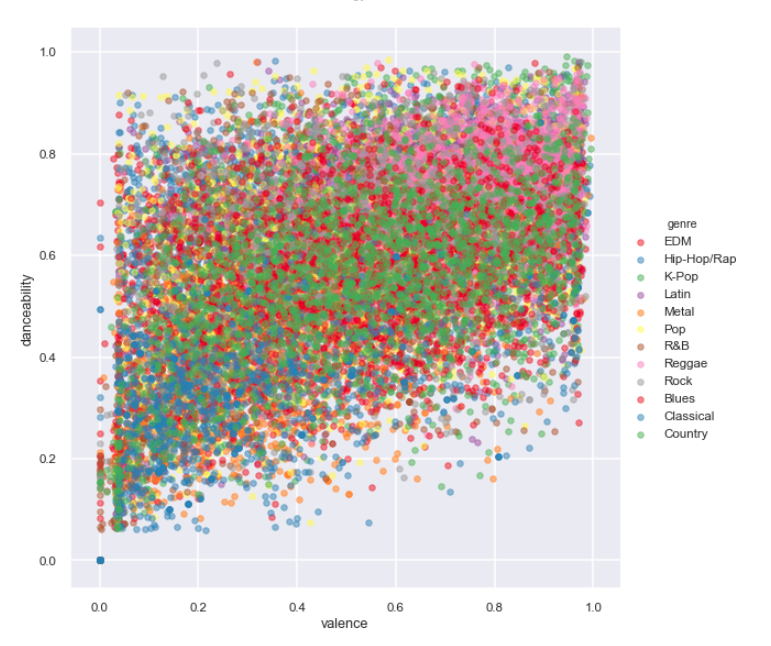 1.0
0.8
0.6
0.4
0.2
0.0
danceability
0.0 0.2 0.4 0.6 0.8 1.0
valence
genre
EDM
Hip-Hop/Rap
K-Pop
Latin
Metal
Pop
R&B
Reggae
Rock
Blues
Classical
Country